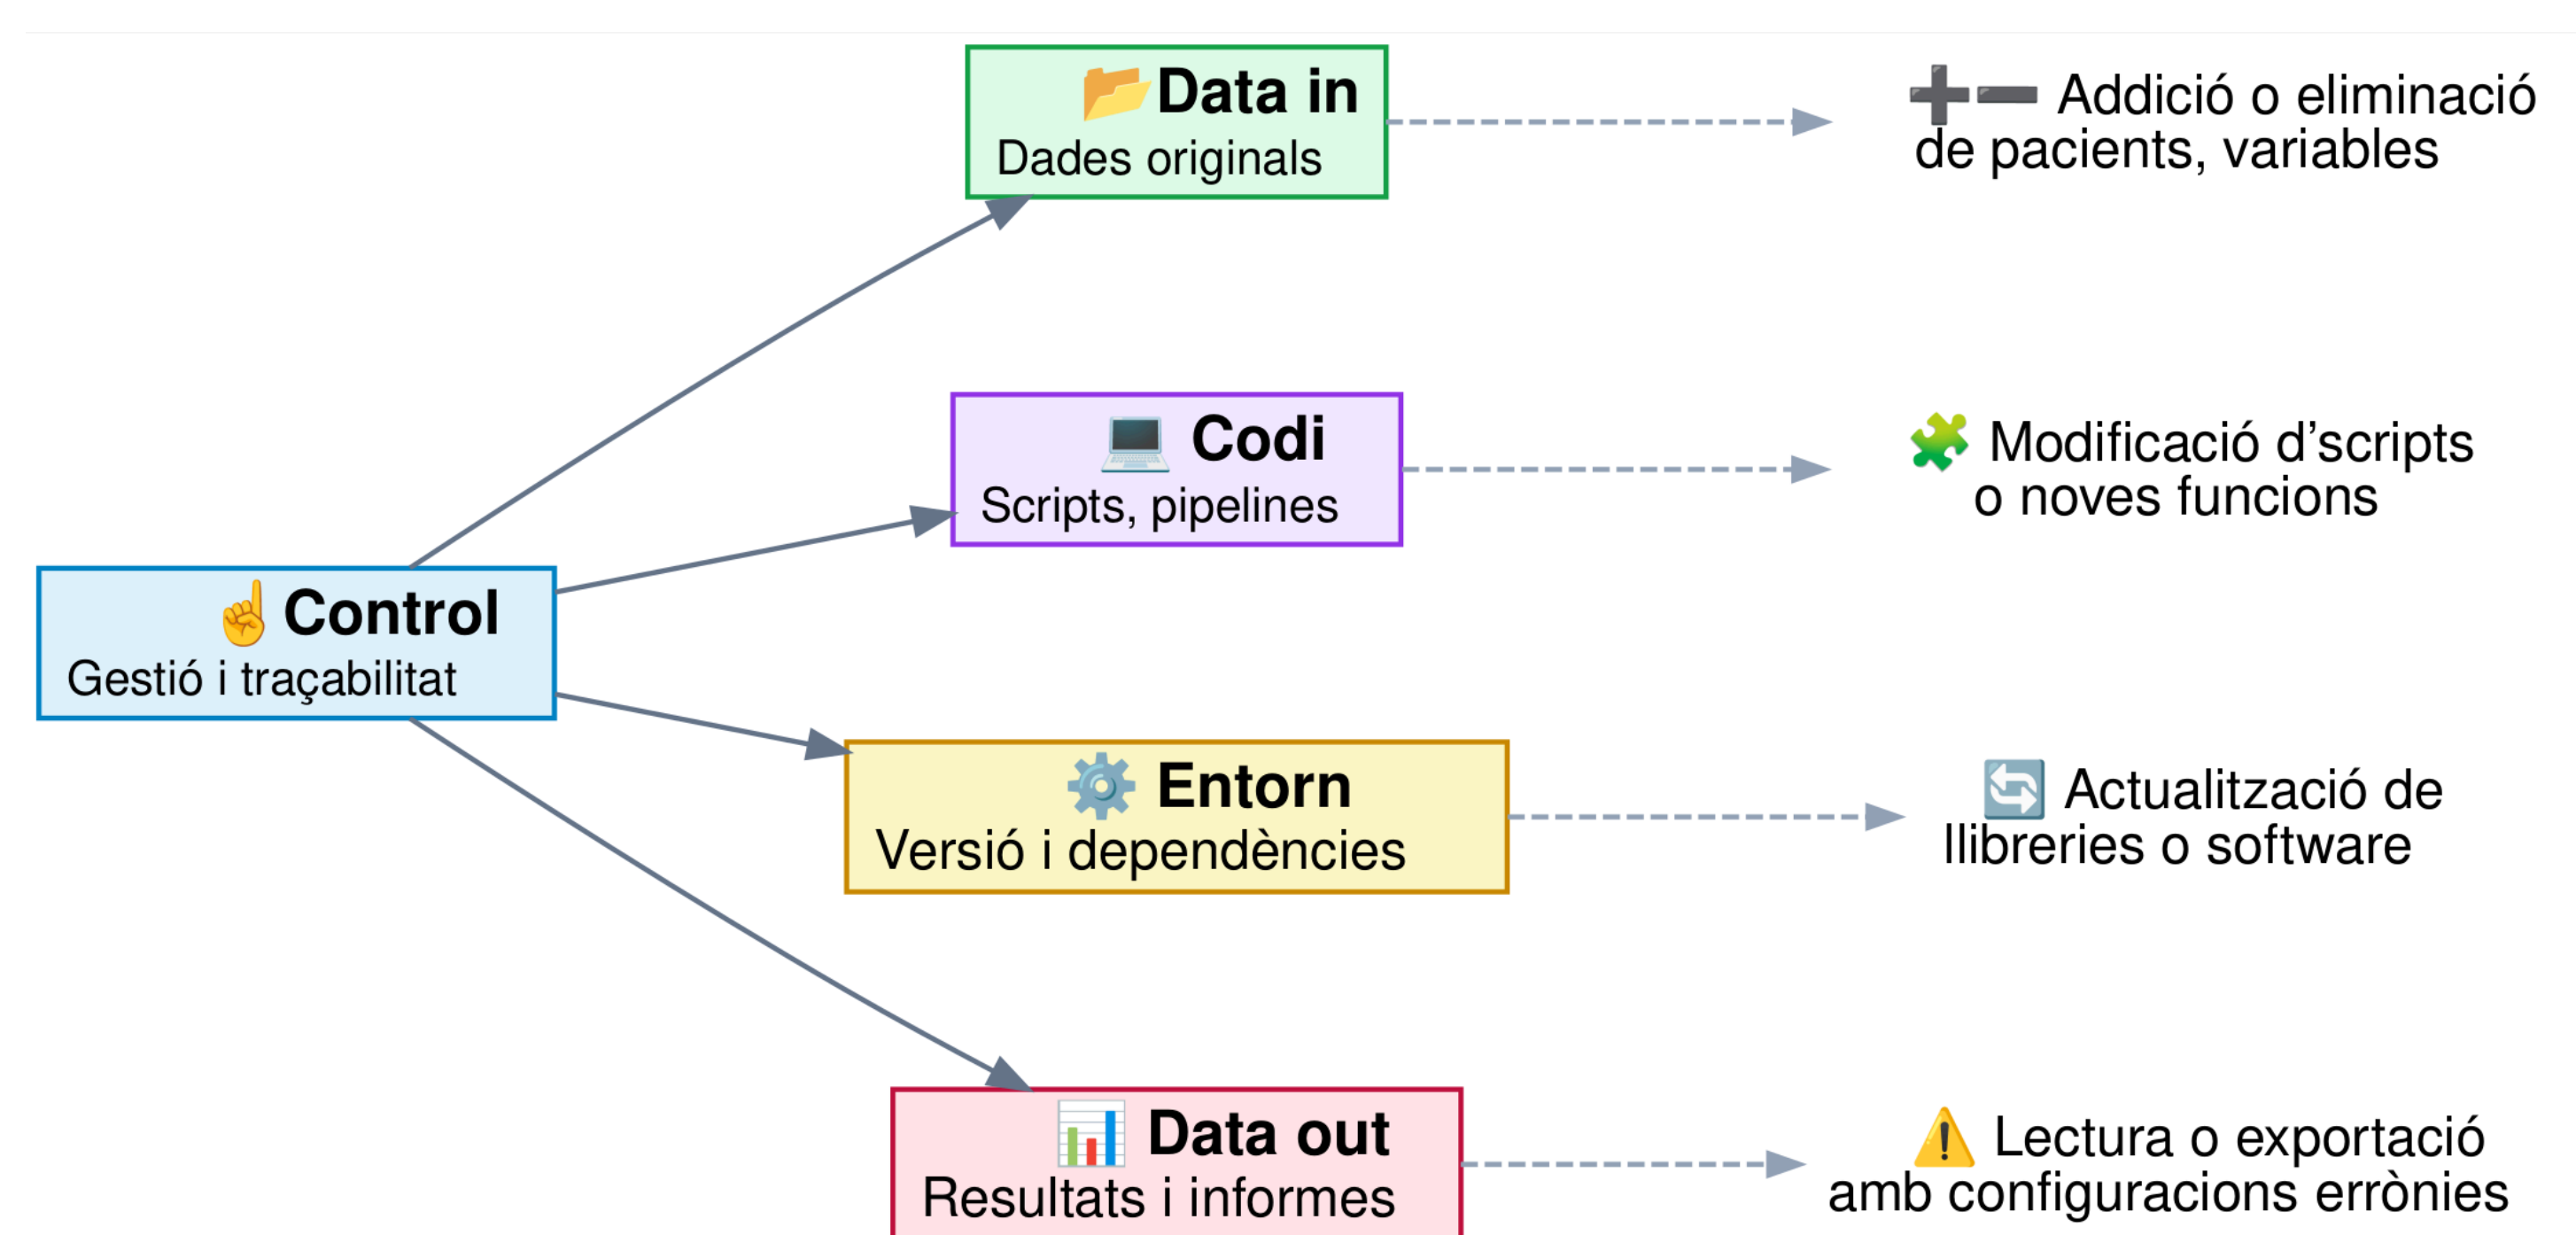 Data in
Dades originals
Addició o eliminació
de pacients, variables
Codi
Scripts, pipelines
Modificació d’scripts
o noves funcions
Control
Gestió i traçabilitat
Entorn
Versió i dependències
Actualització de
llibreries o software
Data out
Resultats i informes
Lectura o exportació
amb configuracions errònies